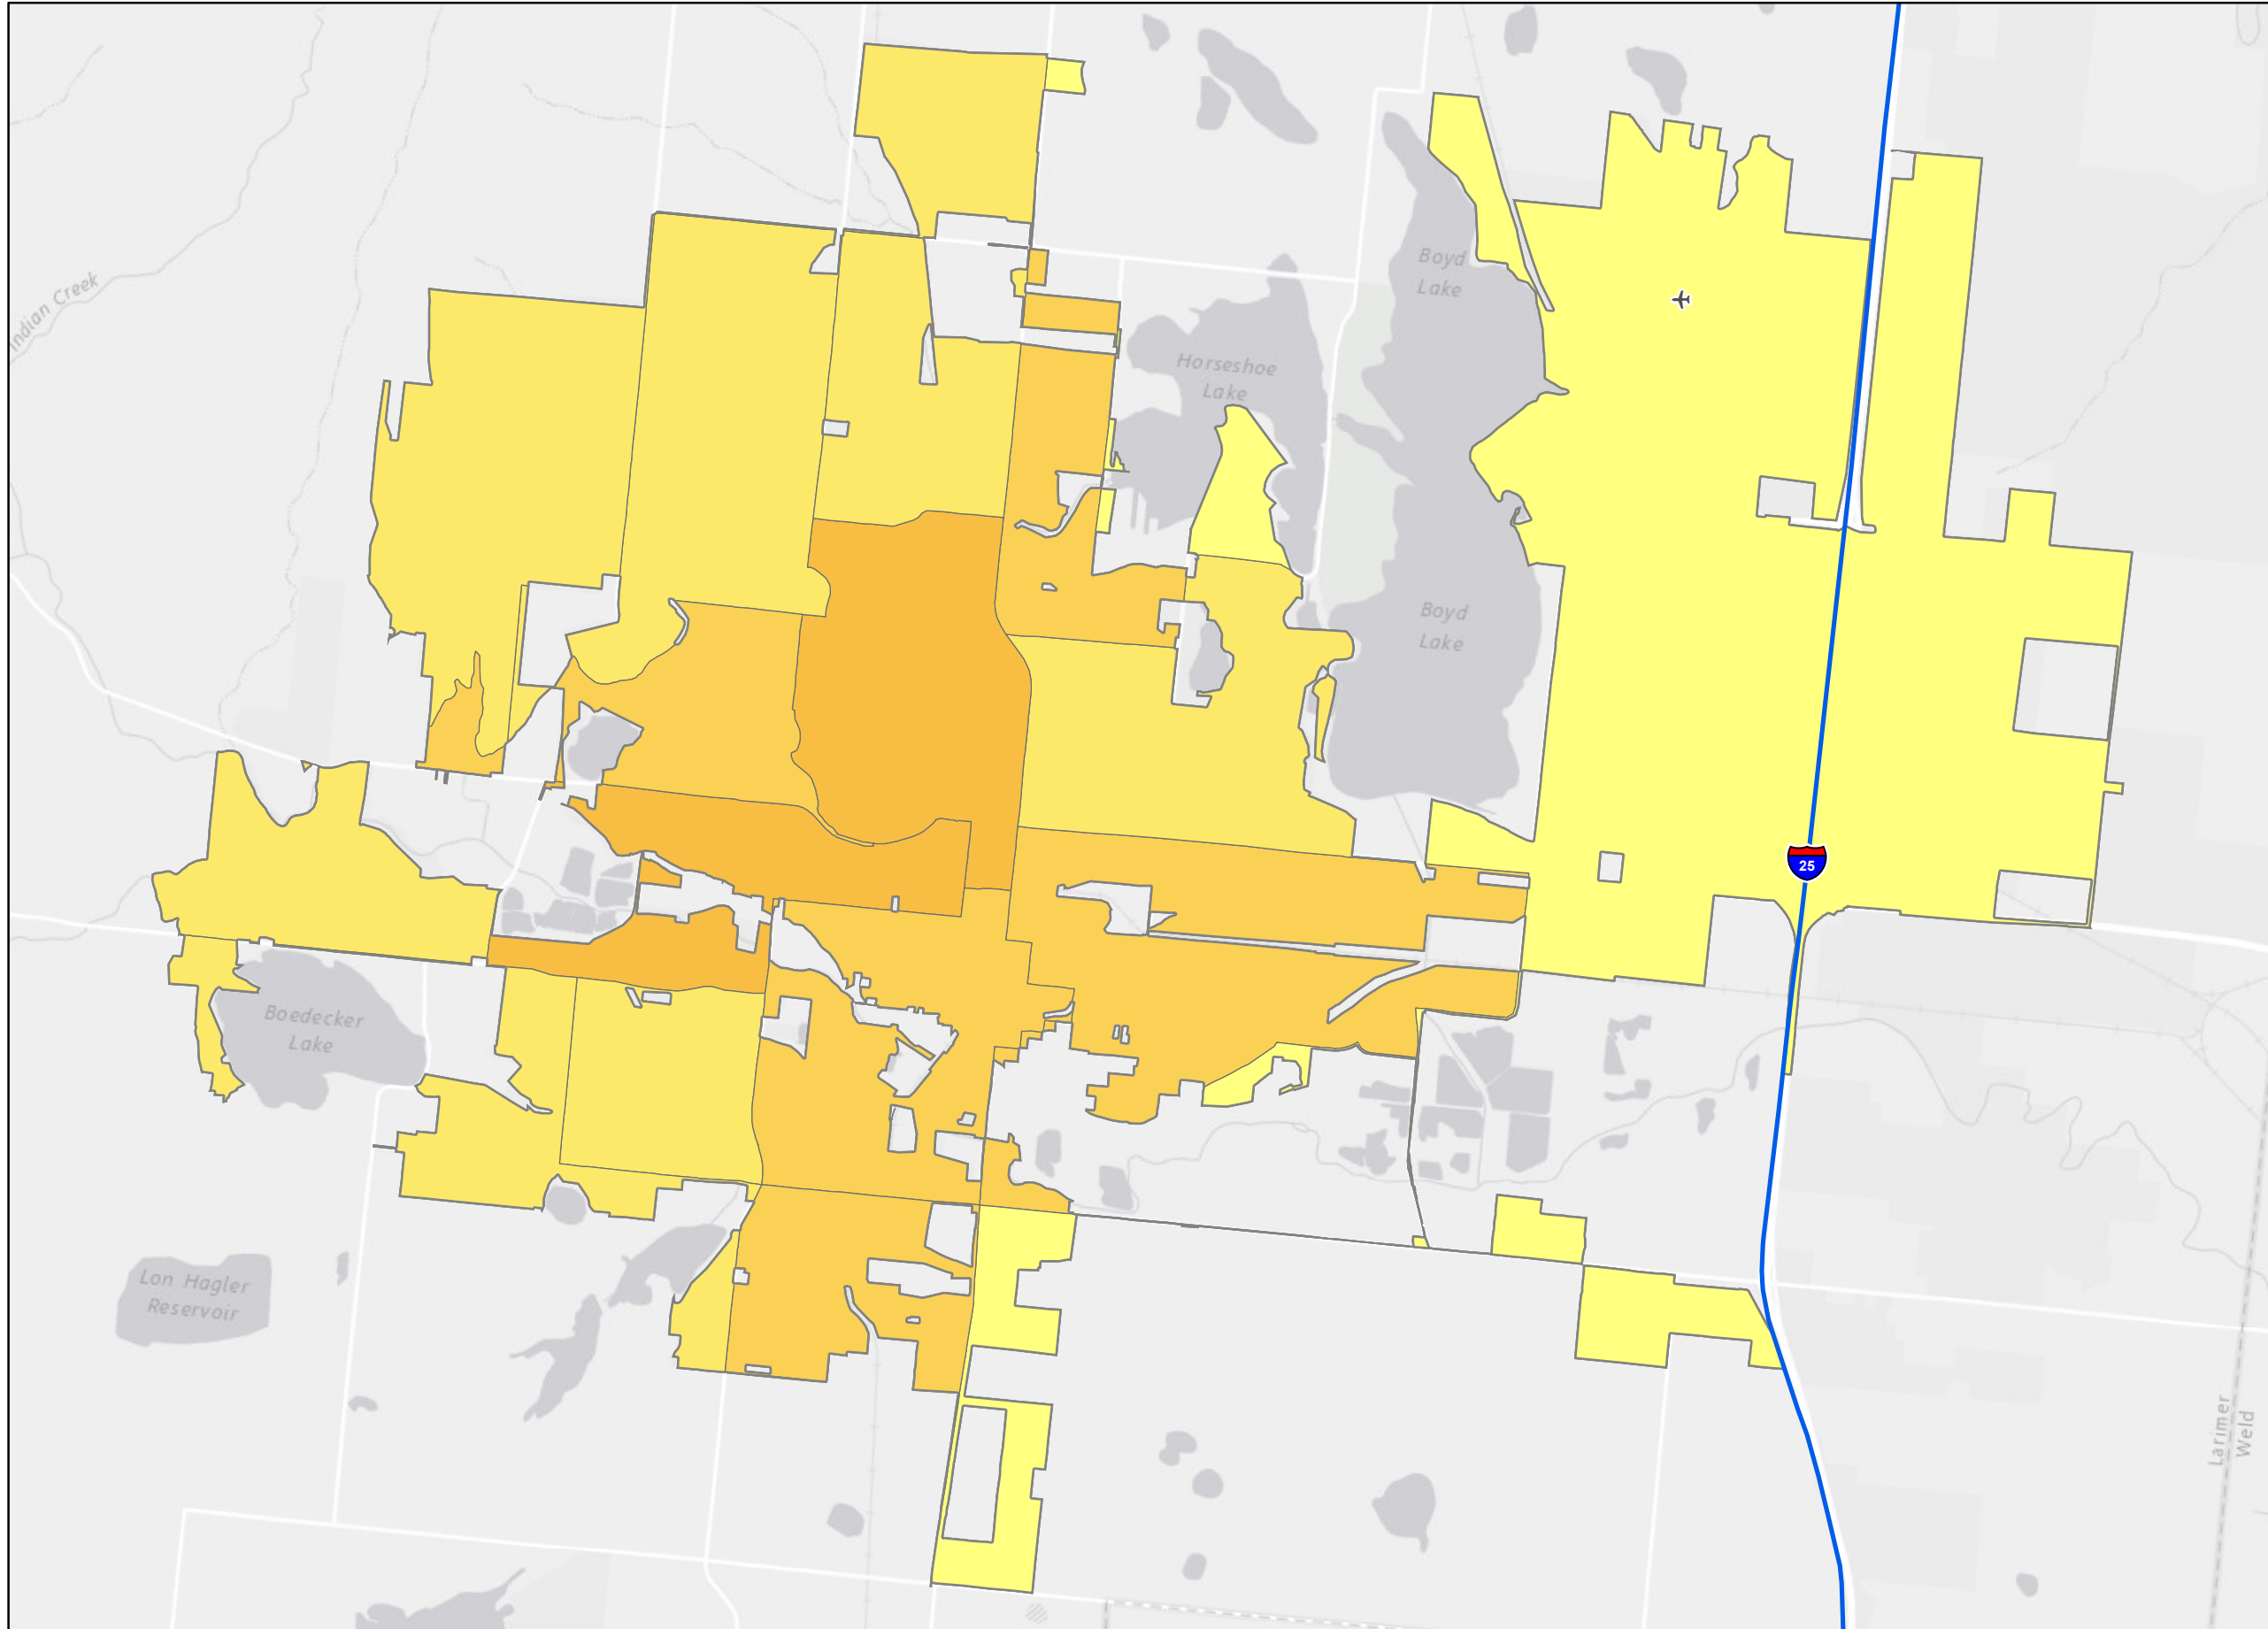 Indian Creek
Boyd
Lake
Horseshoe
Lake
Boyd
Lake
25
Boedecker
Lake
Lon Hagler
Reservoir
Larimer
Weld